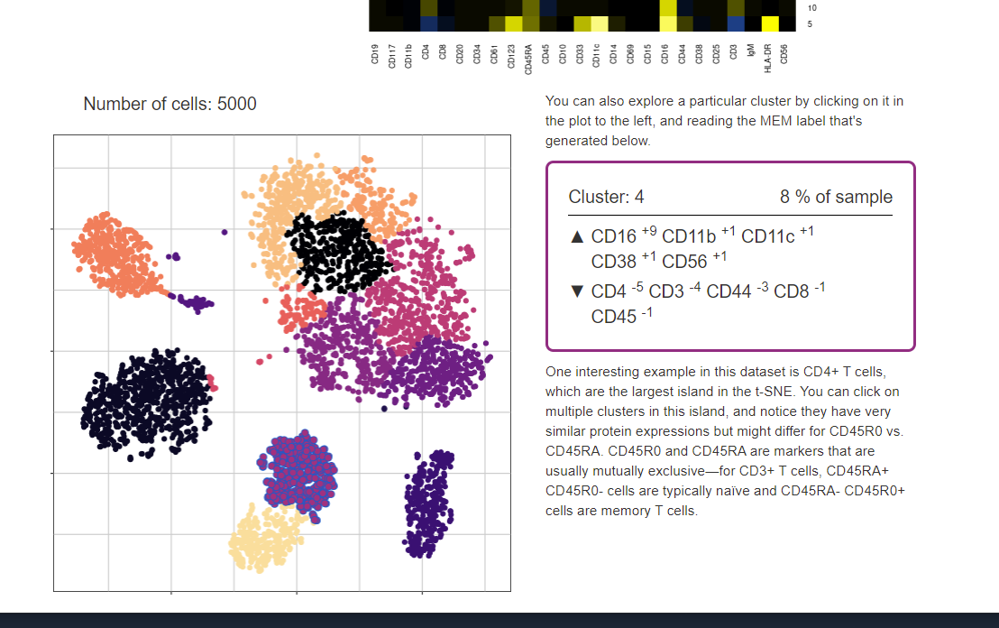 10
5
CD19
CD117
CD11b
CD4
CD8
CD20
CD34
CD61
CD123
CD45RA
CD45
CD10
CD33
CD11c
CD14
CD69
CD15
CD16
CD44
CD38
CD25
CD3
IgM
HLA-DR
CD56
Number of cells: 5000
You can also explore a particular cluster by clicking on it in
the plot to the left, and reading the MEM label that's
generated below.
Cluster: 4 8 % of sample
▲ CD16 +9 CD11b +1 CD11c +1
CD38 +1 CD56 +1
▼ CD4 -5 CD3 -4 CD44 -3 CD8 -1
CD45 -1
One interesting example in this dataset is CD4+ T cells,
which are the largest island in the t-SNE. You can click on
multiple clusters in this island, and notice they have very
similar protein expressions but might differ for CD45R0 vs.
CD45RA. CD45R0 and CD45RA are markers that are
usually mutually exclusive—for CD3+ T cells, CD45RA+
CD45R0- cells are typically naïve and CD45RA- CD45R0+
cells are memory T cells.